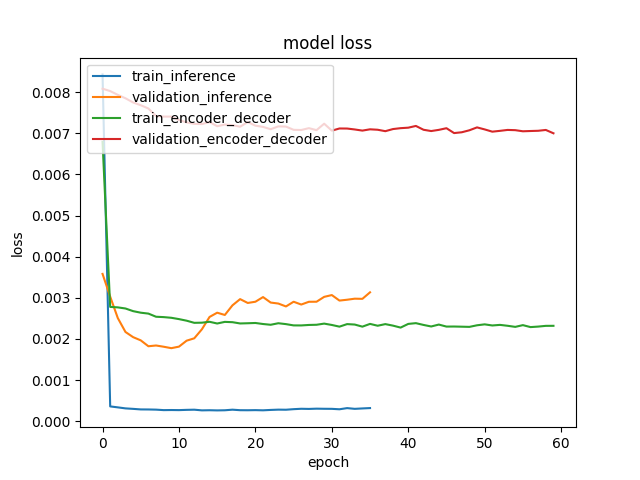 model loss
train_inference
validation_inference
train_encoder_decoder
validation_encoder_decoder
0.008
0.007
0.006
0.005
0.004
0.003
0.002
0.001
0.000
loss
0 10 20 30 40 50 60
epoch